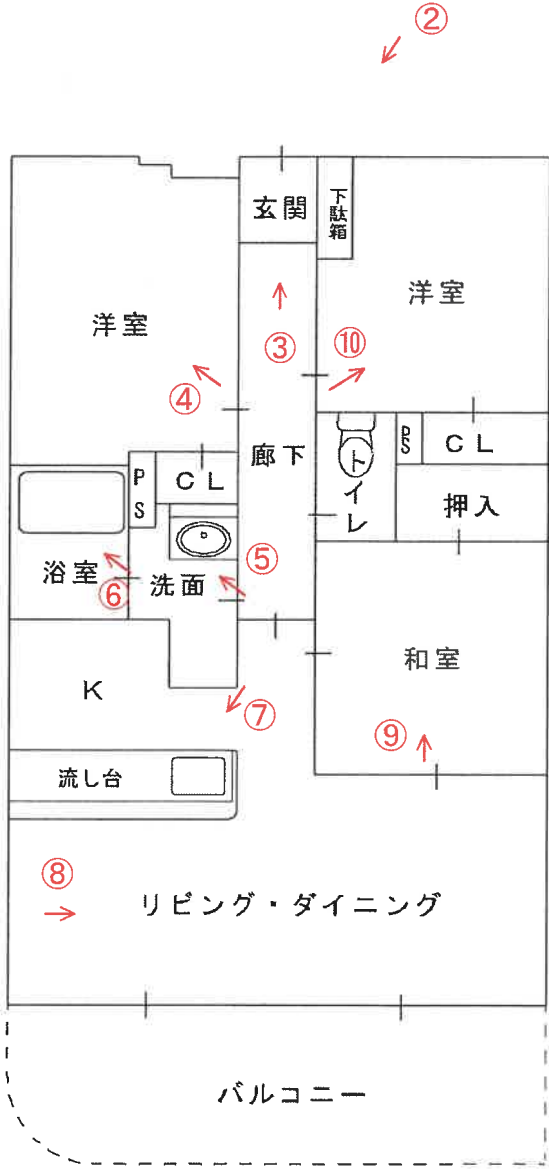 ②
玄関
下駄箱
洋室
洋室
③
⑩
④
廊下
PS
CL
トイレ
PS
CL
押入
浴室
⑥
洗面
⑤
K
⑦
和室
⑨
流し台
⑧
リビング・ダイニング
バルコニー